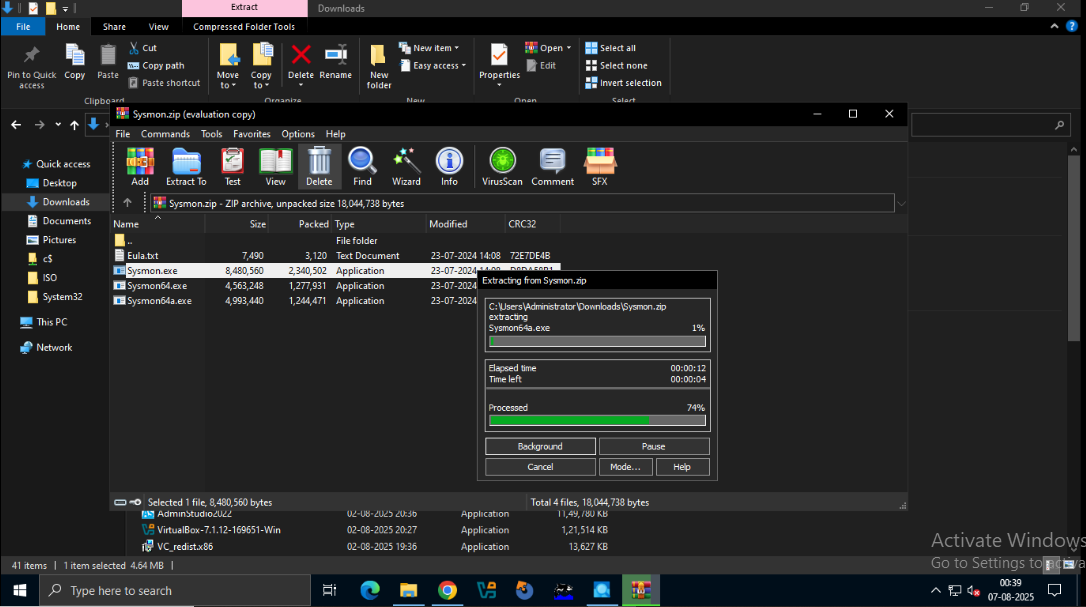 Extract
Downloads
File
Home
Share
View
Compressed Folder Tools
Pin to Quick access
Copy
Paste
Cut
Copy path
Paste shortcut
Clipboard
Move to
Copy to
Delete
Rename
Organize
New folder
New item
Easy access
New
Properties
Open
Edit
Open
Select all
Select none
Invert selection
Select
Sysmon.zip (evaluation copy)
File Commands Tools Favorites Options Help
Add
Extract To
Test
View
Delete
Find
Wizard
Info
VirusScan
Comment
SFX
Sysmon.zip - ZIP archive, unpacked size 18,044,738 bytes
Name Size Packed Type Modified CRC32
.. File folder
Eula.txt 7,490 3,120 Text Document 23-07-2024 14:08 72E7DE4B
Sysmon.exe 8,480,560 2,340,502 Application 23-07-2024
Sysmon64.exe 4,563,248 1,277,931 Application 23-07-2024
Sysmon64a.exe 4,993,440 1,244,471 Application 23-07-2024
Quick access
Desktop
Downloads
Documents
Pictures
c$
ISO
System32
This PC
Network
Extracting from Sysmon.zip
C:\Users\Administrator\Downloads\Sysmon.zip
extracting
Sysmon64a.exe 1%
Elapsed time 00:00:12
Time left 00:00:04
Processed 74%
Background
Pause
Cancel
Mode...
Help
Selected 1 file, 8,480,560 bytes
Total 4 files, 18,044,738 bytes
AdminStudio2022 02-08-2025 20:36 Application 11,49,780 KB
VirtualBox-7.1.12-169651-Win 02-08-2025 20:27 Application 1,21,514 KB
VC_redist.x86 02-08-2025 19:36 Application 13,627 KB
Activate Windows
Go to Settings to activa
41 items
1 item selected 4.64 MB
Type here to search
00:39
07-08-2025